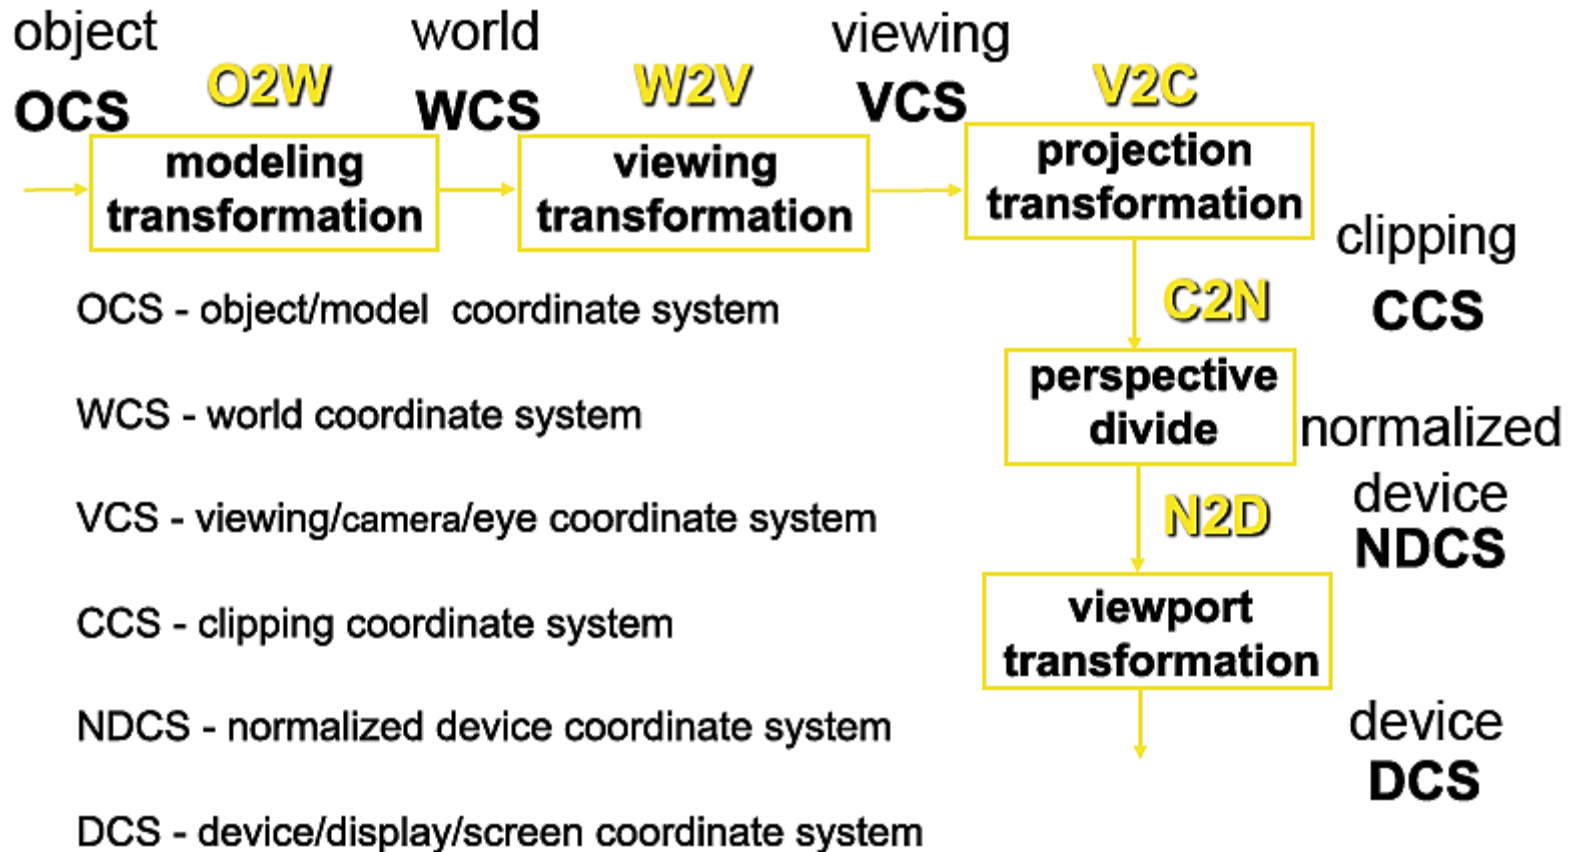 object
OCS
O2W
world
WCS
W2V
viewing
VCS
V2C
modeling
transformation
viewing
transformation
projection
transformation
clipping
CCS
C2N
perspective
divide
normalized
device
NDCS
N2D
viewport
transformation
device
DCS
OCS - object/model coordinate system
WCS - world coordinate system
VCS - viewing/camera/eye coordinate system
CCS - clipping coordinate system
NDCS - normalized device coordinate system
DCS - device/display/screen coordinate system